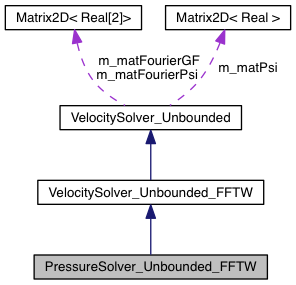 Matrix2D< Real[2]>
Matrix2D< Real >
m_matFourierGF
m_matFourierPsi
m_matPsi
VelocitySolver_Unbounded
VelocitySolver_Unbounded_FFTW
PressureSolver_Unbounded_FFTW